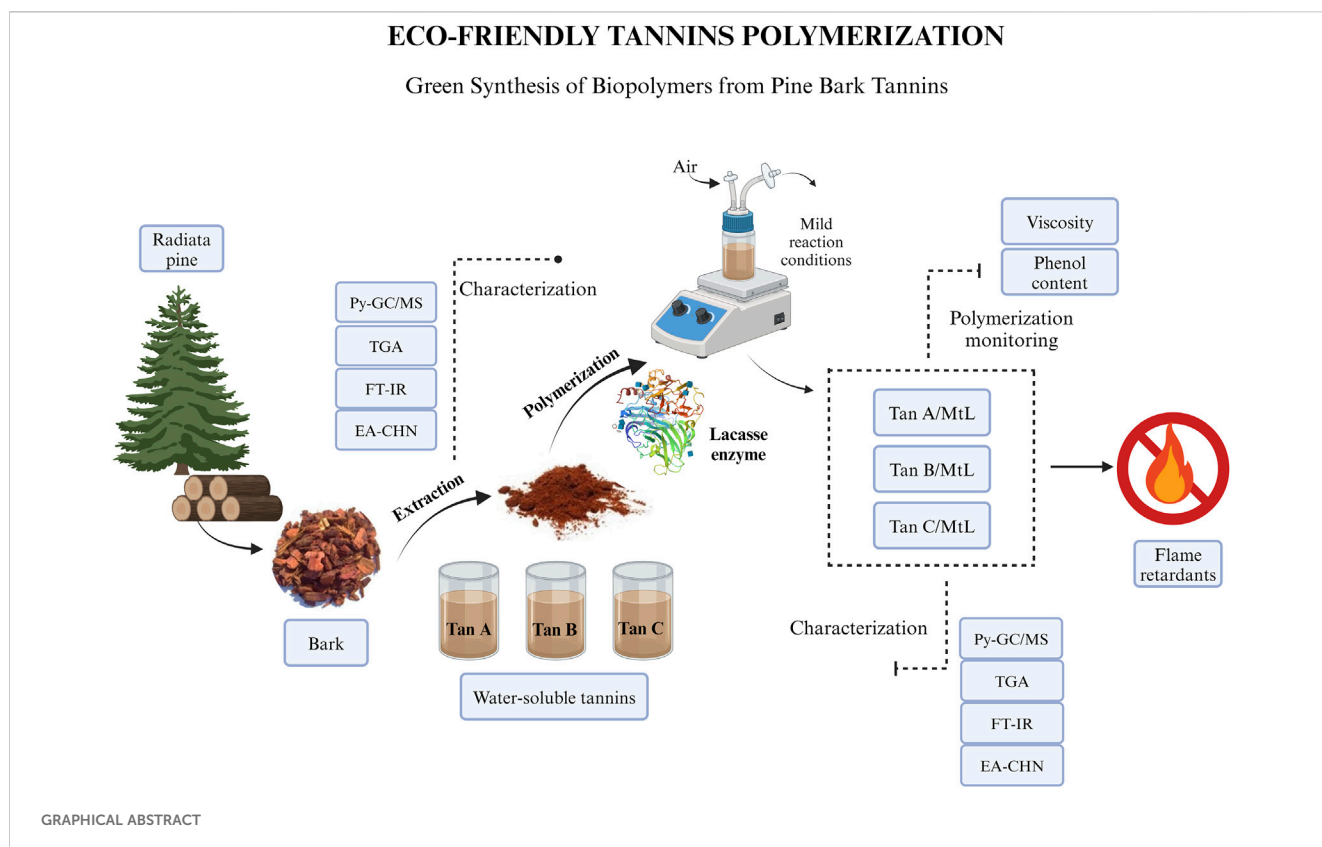 ECO-FRIENDLY TANNINS POLYMERIZATION
Green Synthesis of Biopolymers from Pine Bark Tannins
Radiata
pine
Bark
Extraction
Py-GC/MS
TGA
FT-IR
EA-CHN
Characterization
Tan A
Tan B
Tan C
Water-soluble tannins
Polymerization
Lacasse
enzyme
Air
Mild
reaction
conditions
Viscosity
Phenol
content
Polymerization
monitoring
Tan A/MtL
Tan B/MtL
Tan C/MtL
Flame
retardants
Characterization
Py-GC/MS
TGA
FT-IR
EA-CHN
GRAPHICAL ABSTRACT